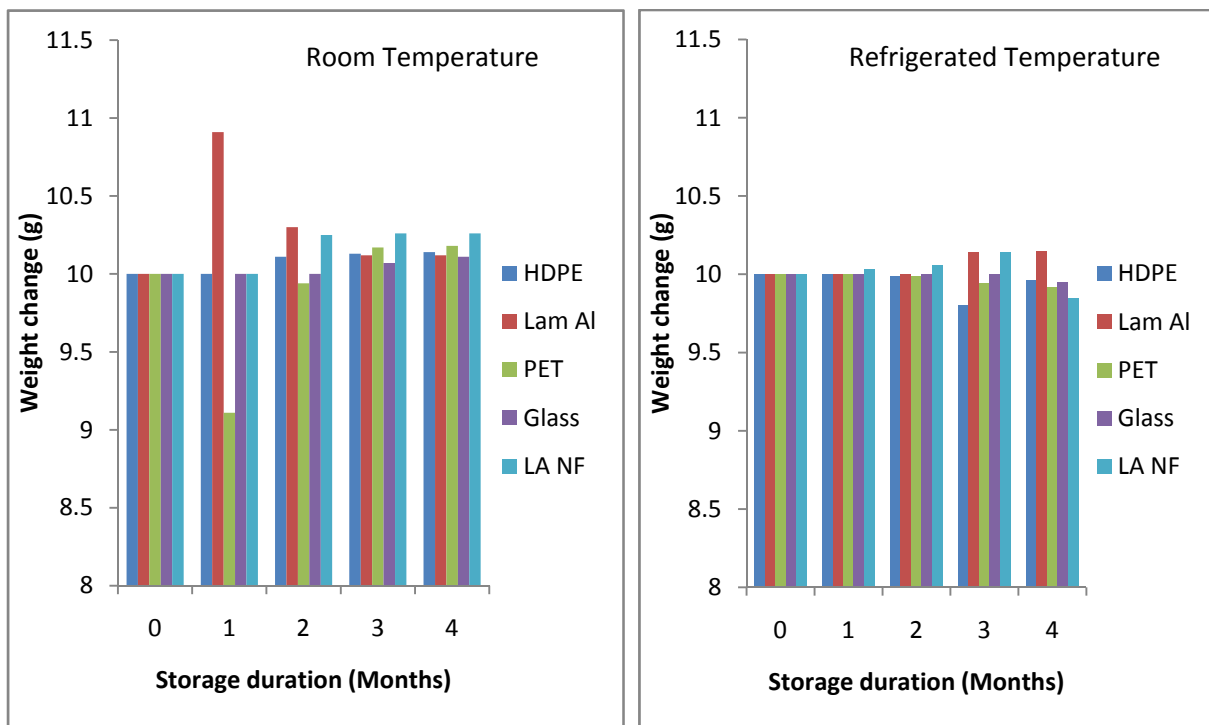 Room Temperature
11.5
11
10.5
10
9.5
9
8.5
8
Weight change (g)
0 1 2 3 4
Storage duration (Months)
HDPE
Lam Al
PET
Glass
LA NF
Refrigerated Temperature
11.5
11
10.5
10
9.5
9
8.5
8
Weight change (g)
0 1 2 3 4
Storage duration (Months)
HDPE
Lam Al
PET
Glass
LA NF